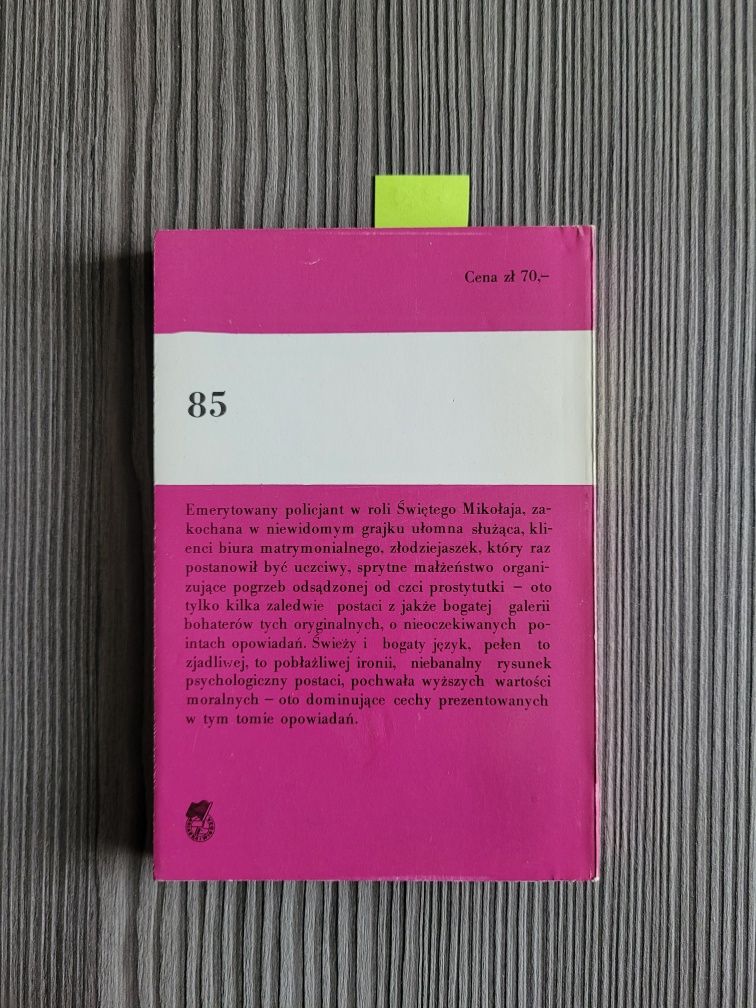 Cena zł 70,–
85
Emerytowany policjant w roli Świętego Mikołaja, za-
kochana w niewidomym grajku ułomna służąca, kli-
enci biura matrymonialnego, złodziejaszek, który raz
postanowił być uczciwy, sprytne małżeństwo organi-
zujące pogrzeb odsądzonej od czci prostytutki – oto
tylko kilka zaledwie postaci z jakże bogatej galerii
bohaterów tych oryginalnych, o nieoczekiwanych po-
intach opowiadań. Świeży i bogaty język, pełen to
zjadliwej, to pobłażliwej ironii, niebanalny rysunek
psychologiczny postaci, pochwała wyższych wartości
moralnych – oto dominujące cechy prezentowanych
w tym tomie opowiadań.